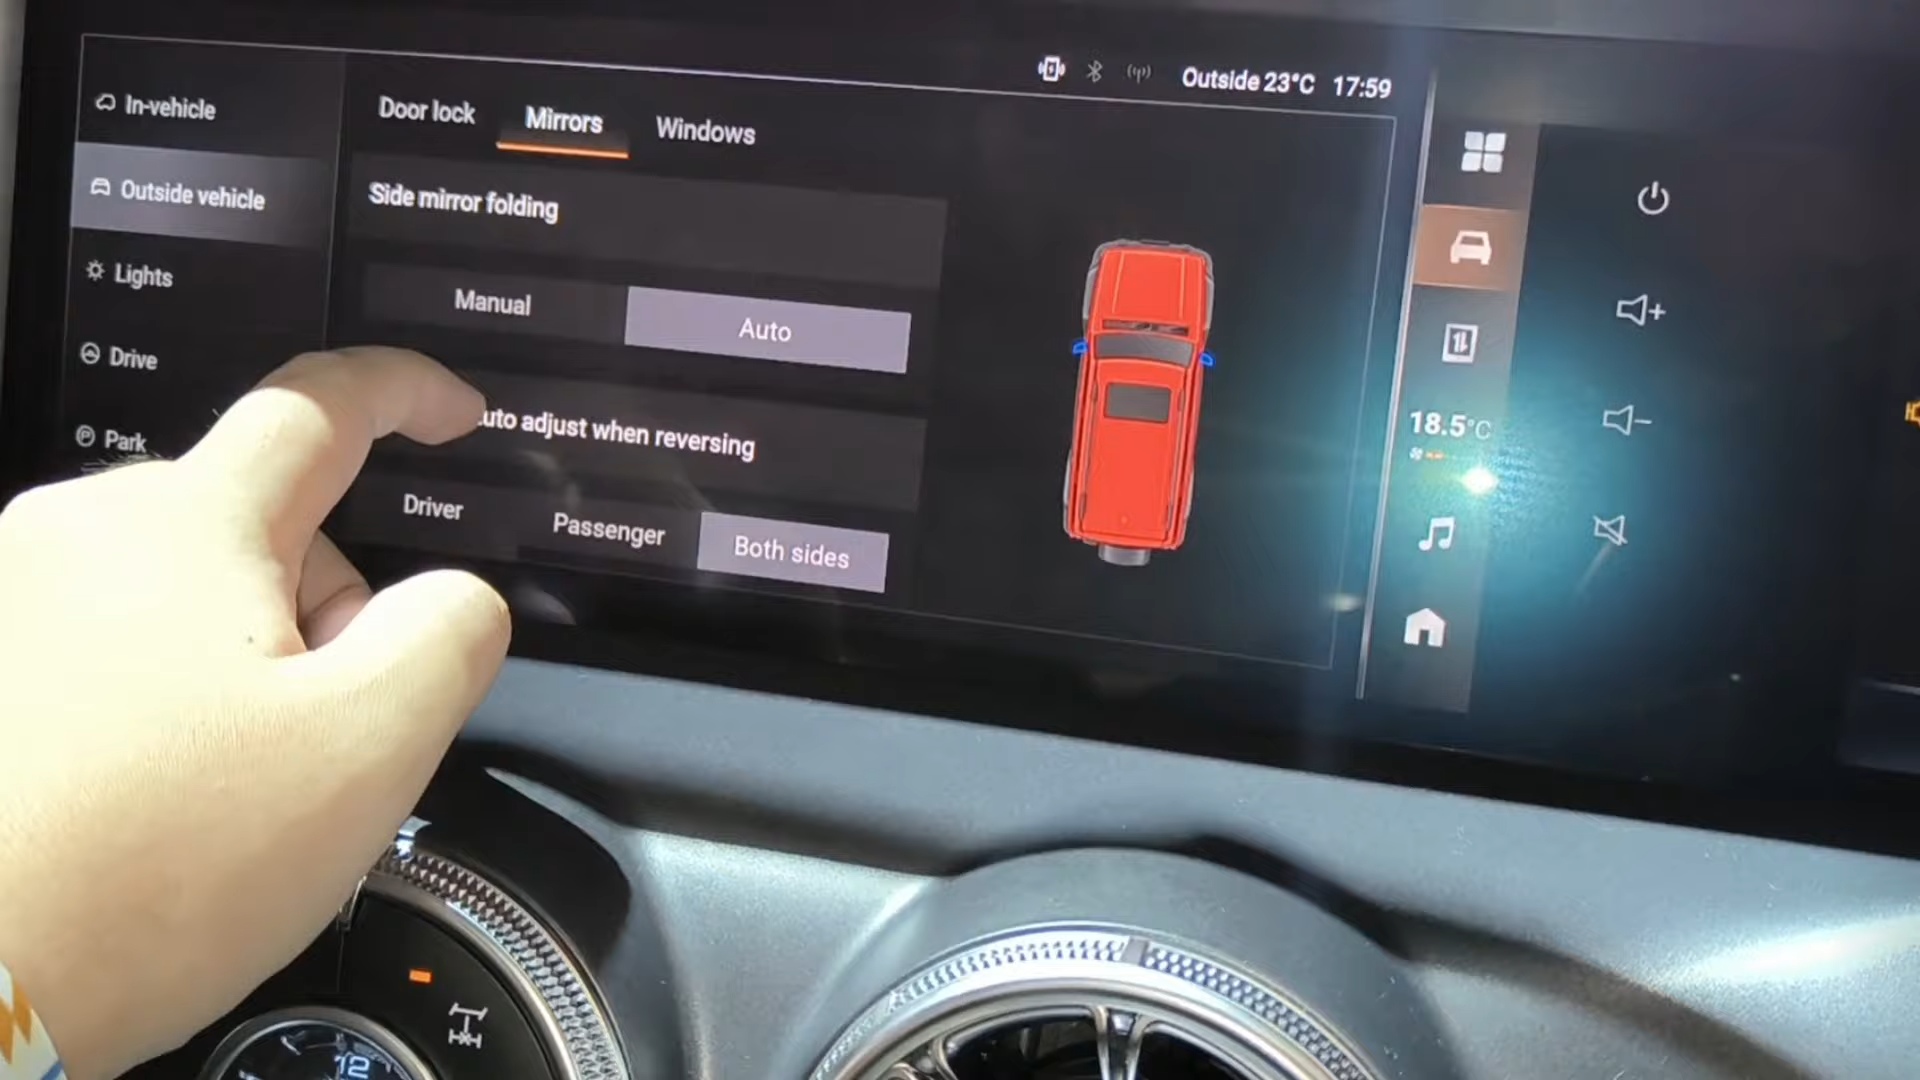 Outside 23°C 17:59
In-vehicle
Door lock Mirrors Windows
Outside vehicle
Side mirror folding
Lights
Manual Auto
Drive
uto adjust when reversing
18.5°C
Park
Driver Passenger Both sides
12